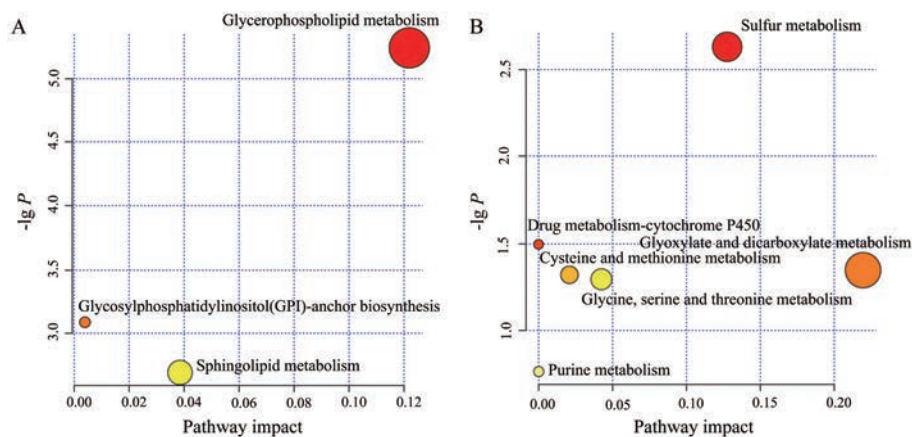 A
Glycerophospholipid metabolism
5.0
4.5
4.0
3.5
3.0
-lg P
Glycosylphosphatidylinositol(GPI)-anchor biosynthesis
Sphingolipid metabolism
0.00 0.02 0.04 0.06 0.08 0.10 0.12
Pathway impact
B
Sulfur metabolism
2.5
2.0
1.5
1.0
-lg P
Drug metabolism-cytochrome P450
Glyoxylate and dicarboxylate metabolism
Cysteine and methionine metabolism
Glycine, serine and threonine metabolism
Purine metabolism
0.00 0.05 0.10 0.15 0.20
Pathway impact